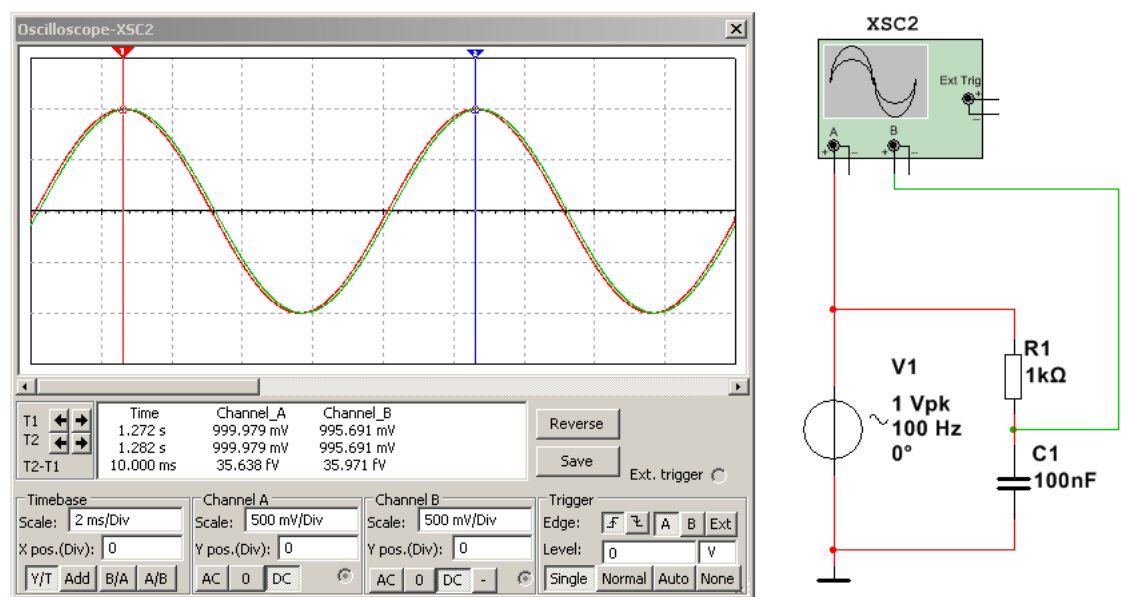 Oscilloscope-XSC2
1
2
T1
T2
T2-T1
Time Channel_A Channel_B
1.272 s 999.979 mV 995.691 mV
1.282 s 999.979 mV 995.691 mV
10.000 ms 35.638 fV 35.971 fV
Reverse
Save
Ext. trigger
Timebase
Scale: 2 ms/Div
X pos.(Div): 0
Y/T Add B/A A/B
Channel A
Scale: 500 mV/Div
Y pos.(Div): 0
AC 0 DC
Channel B
Scale: 500 mV/Div
Y pos.(Div): 0
AC 0 DC -
Trigger
Edge: A B Ext
Level: 0 V
Single Normal Auto None
XSC2
Ext Trig
+
_
A
B
+ _
+ _
V1
1 Vpk
100 Hz
0°
R1
1kΩ
C1
100nF